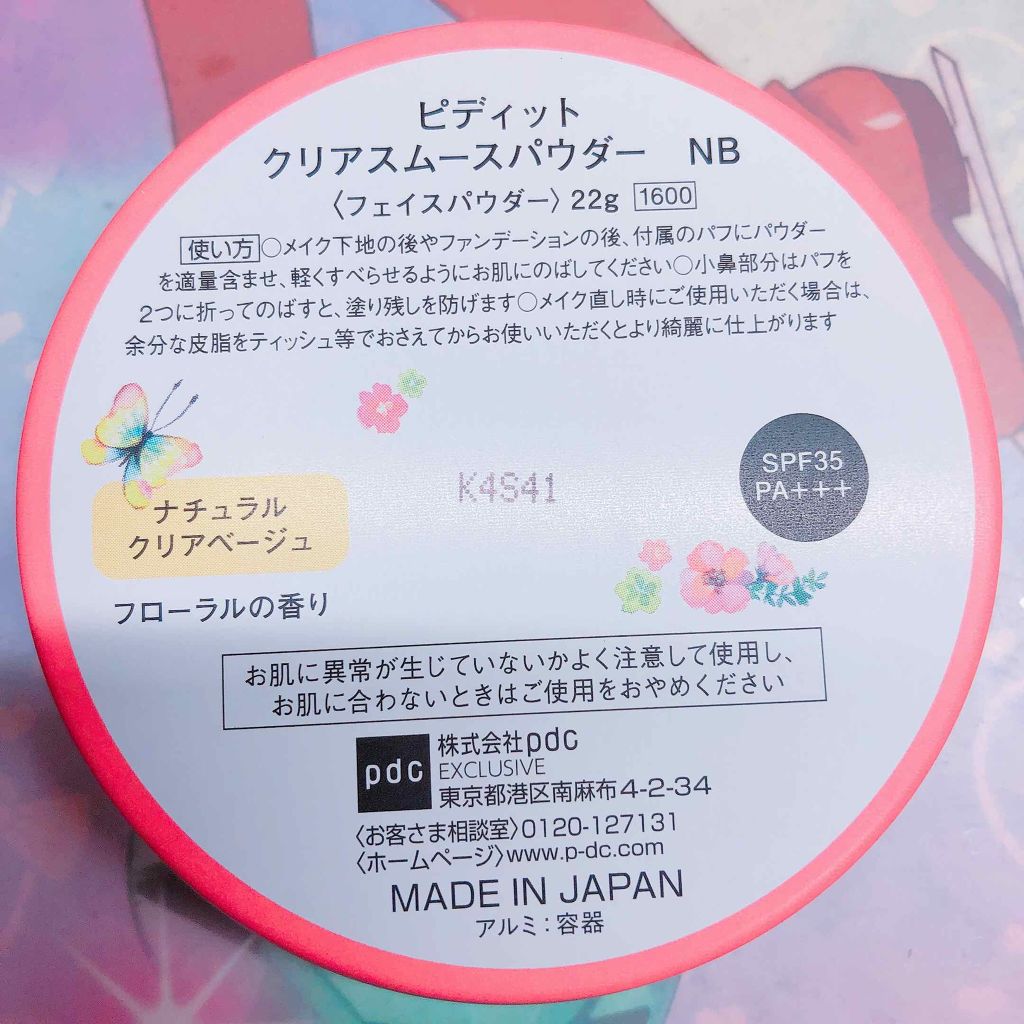 ピディット
クリアスムースパウダー NB
〈フェイスパウダー〉22g 1600
使い方○メイク下地の後やファンデーションの後、付属のパフにパウダー
を適量含ませ、軽くすべらせるようにお肌にのばしてください○小鼻部分はパフを
2つに折ってのばすと、塗り残しを防げます○メイク直し時にご使用いただく場合は、
余分な皮脂をティッシュ等でおさえてからお使いいただくとより綺麗に仕上がります
K4S41
SPF35
PA+++
ナチュラル
クリアベージュ
フローラルの香り
お肌に異常が生じていないかよく注意して使用し、
お肌に合わないときはご使用をおやめください
pdc
株式会社pdc
EXCLUSIVE
東京都港区南麻布4-2-34
〈お客さま相談室〉0120-127131
〈ホームページ〉www.p-dc.com
MADE IN JAPAN
アルミ：容器